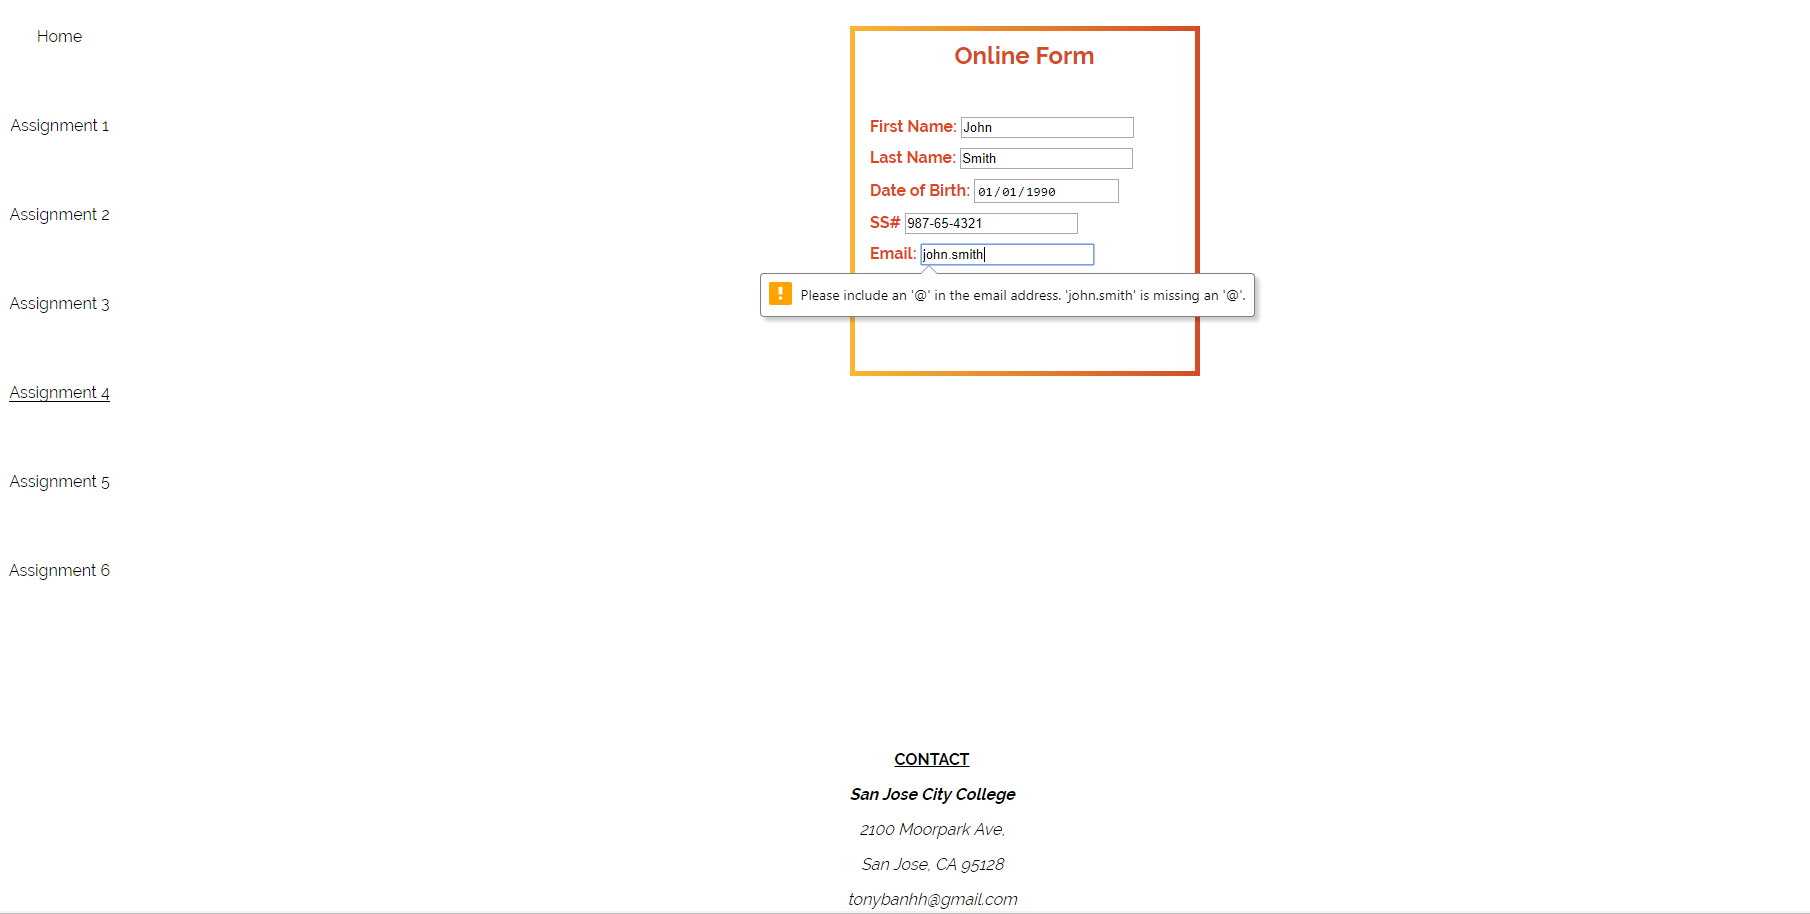 Home
Assignment 1
Assignment 2
Assignment 3
Assignment 4
Assignment 5
Assignment 6
Online Form
First Name: John
Last Name: Smith
Date of Birth: 01/01/1990
SS# 987-65-4321
Email: john.smith
! Please include an '@' in the email address. 'john.smith' is missing an '@'.
CONTACT
San Jose City College
2100 Moorpark Ave,
San Jose, CA 95128
tonybanhh@gmail.com